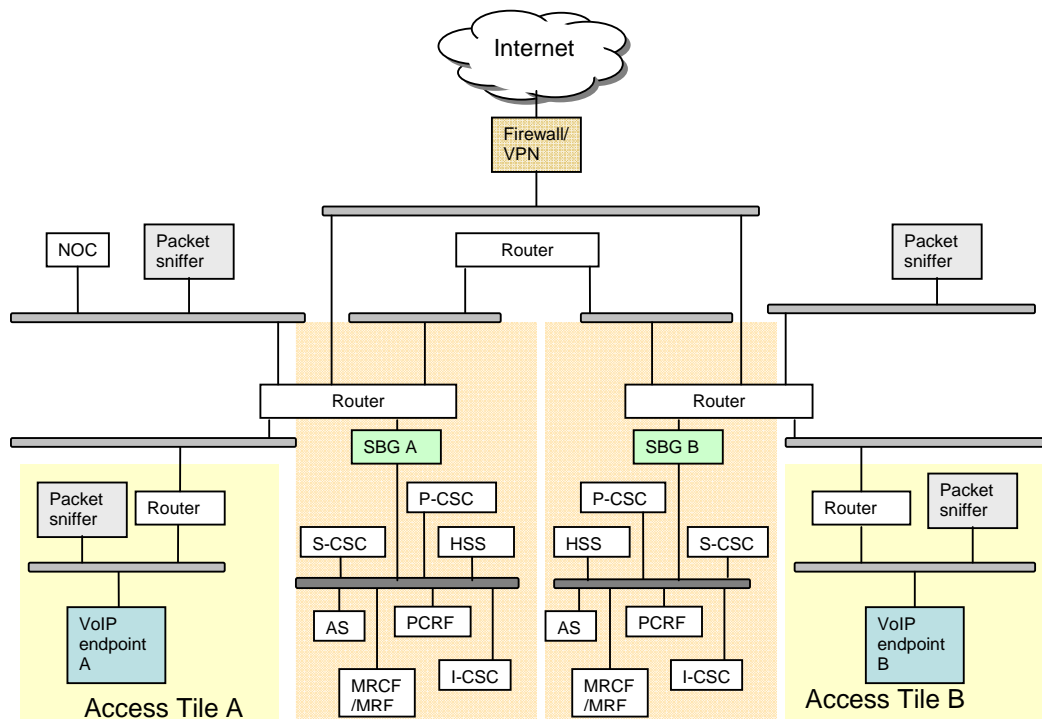 Internet
Firewall/
VPN
NOC
Packet
sniffer
Router
Packet
sniffer
Router
Router
SBG A
SBG B
Packet
sniffer
Router
P-CSC
P-CSC
Router
Packet
sniffer
S-CSC
HSS
HSS
S-CSC
AS
PCRF
AS
PCRF
VoIP
endpoint
A
VoIP
endpoint
B
MRCF
/MRF
I-CSC
MRCF
/MRF
I-CSC
Access Tile A
Access Tile B